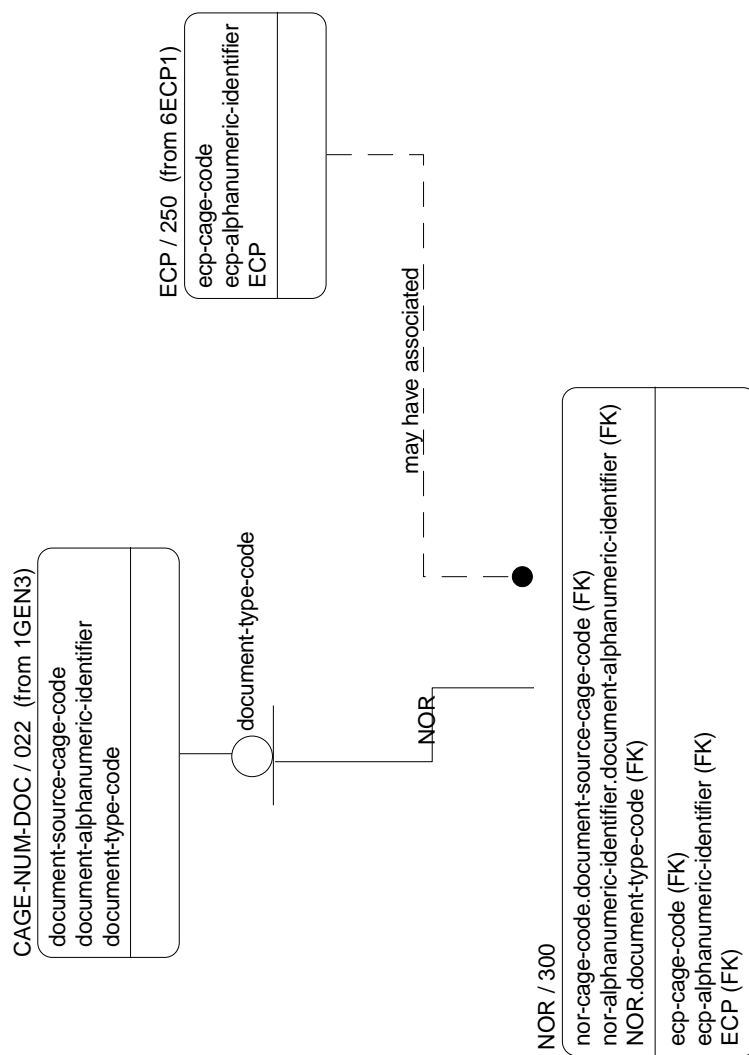 CAGE-NUM-DOC / 022 (from 1GEN3)
document-source-cage-code
document-alphanumeric-identifier
document-type-code
document-type-code
NOR
ECP / 250 (from 6ECP1)
ecp-cage-code
ecp-alphanumeric-identifier
ECP
may have associated
NOR / 300
nor-cage-code.document-source-cage-code (FK)
nor-alphanumeric-identifier.document-alphanumeric-identifier (FK)
NOR.document-type-code (FK)
ecp-cage-code (FK)
ecp-alphanumeric-identifier (FK)
ECP (FK)